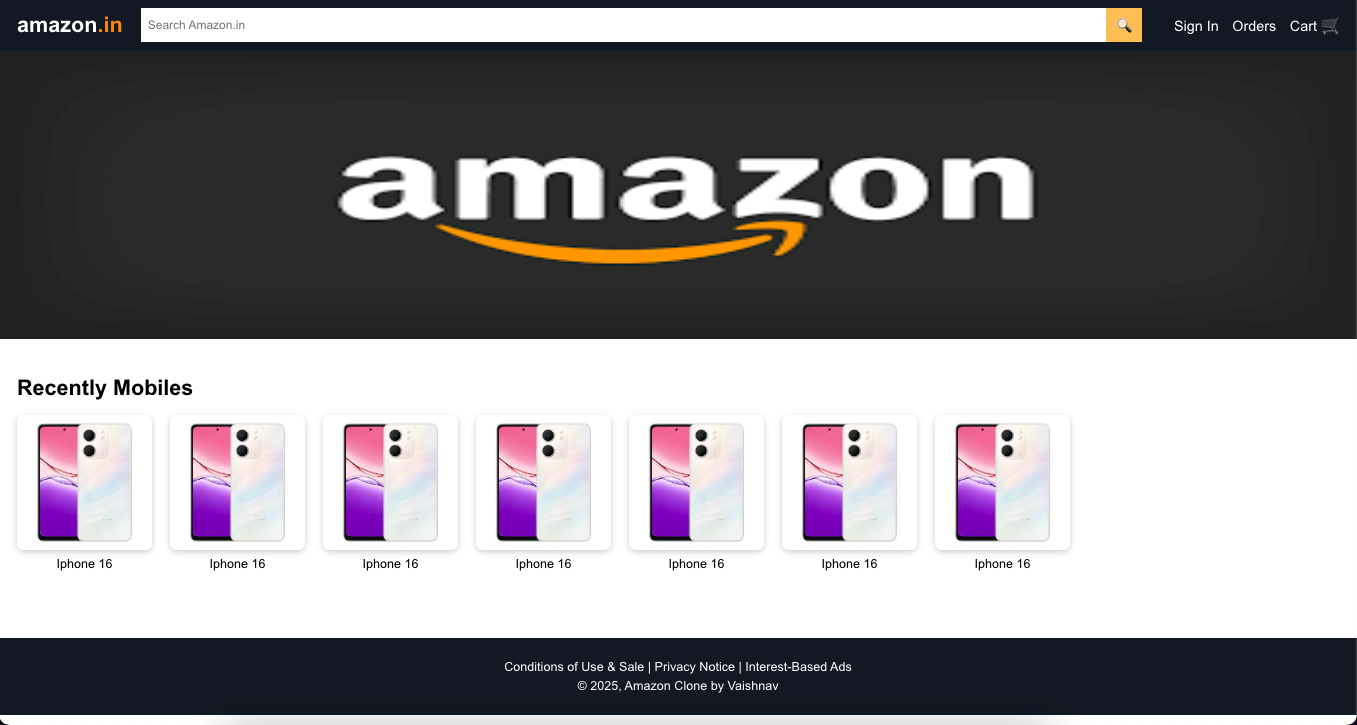 amazon.in
Search Amazon.in
Sign In Orders Cart
amazon
Recently Mobiles
Iphone 16 Iphone 16 Iphone 16 Iphone 16 Iphone 16 Iphone 16 Iphone 16
Conditions of Use & Sale | Privacy Notice | Interest-Based Ads
© 2025, Amazon Clone by Vaishnav